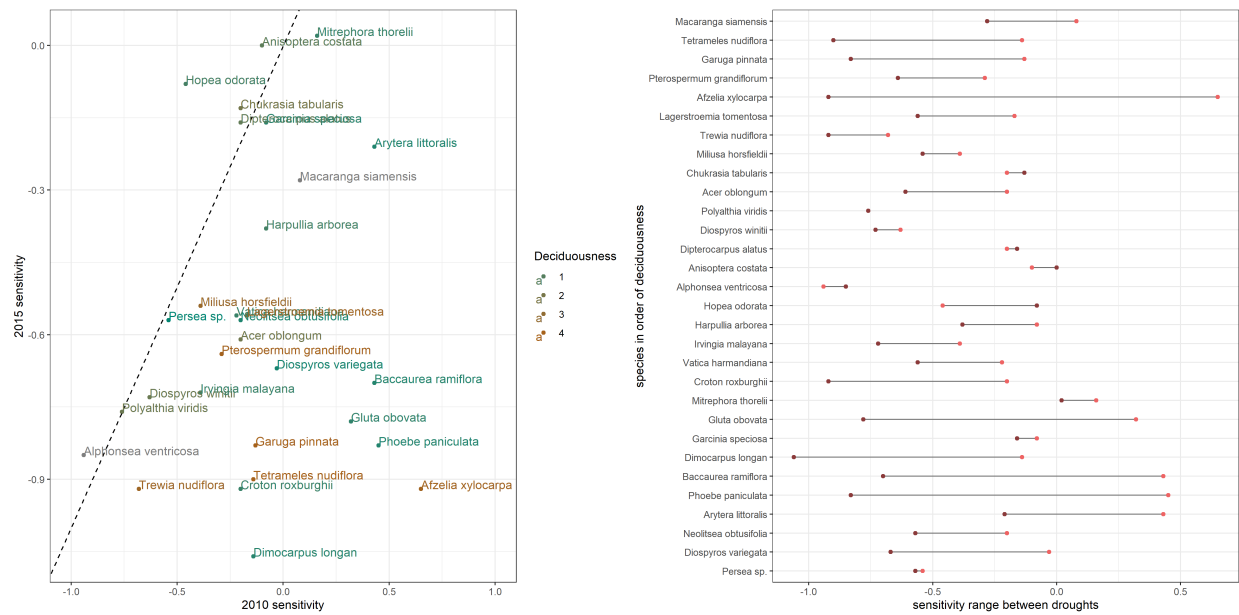 Mitrephora thorelii
Anisoptera costata
Hopea odorata
Chukrasia tabularis
Dipterocarpus alatus
Garcinia speciosa
Arytera littoralis
Macaranga siamensis
Harpullia arborea
Miliusa horsfieldii
Vatica harmandiana
Lagerstroemia tomentosa
Persea sp.
Neolitsea obtusifolia
Acer oblongum
Pterospermum grandiflorum
Diospyros variegata
Baccaurea ramiflora
Irvingia malayana
Diospyros winitii
Polyalthia viridis
Gluta obovata
Garuga pinnata
Phoebe paniculata
Alphonsea ventricosa
Tetrameles nudiflora
Trewia nudiflora
Croton roxburghii
Afzelia xylocarpa
Dimocarpus longan
0.0
-0.3
-0.6
-0.9
2015 sensitivity
-1.0
-0.5
0.0
0.5
1.0
2010 sensitivity
Deciduousness
a 1
a 2
a 3
a 4
species in order of deciduousness
Macaranga siamensis
Tetrameles nudiflora
Garuga pinnata
Pterospermum grandiflorum
Afzelia xylocarpa
Lagerstroemia tomentosa
Trewia nudiflora
Miliusa horsfieldii
Chukrasia tabularis
Acer oblongum
Polyalthia viridis
Diospyros winitii
Dipterocarpus alatus
Anisoptera costata
Alphonsea ventricosa
Hopea odorata
Harpullia arborea
Irvingia malayana
Vatica harmandiana
Croton roxburghii
Mitrephora thorelii
Gluta obovata
Garcinia speciosa
Dimocarpus longan
Baccaurea ramiflora
Phoebe paniculata
Arytera littoralis
Neolitsea obtusifolia
Diospyros variegata
Persea sp.
-1.0
-0.5
0.0
0.5
sensitivity range between droughts